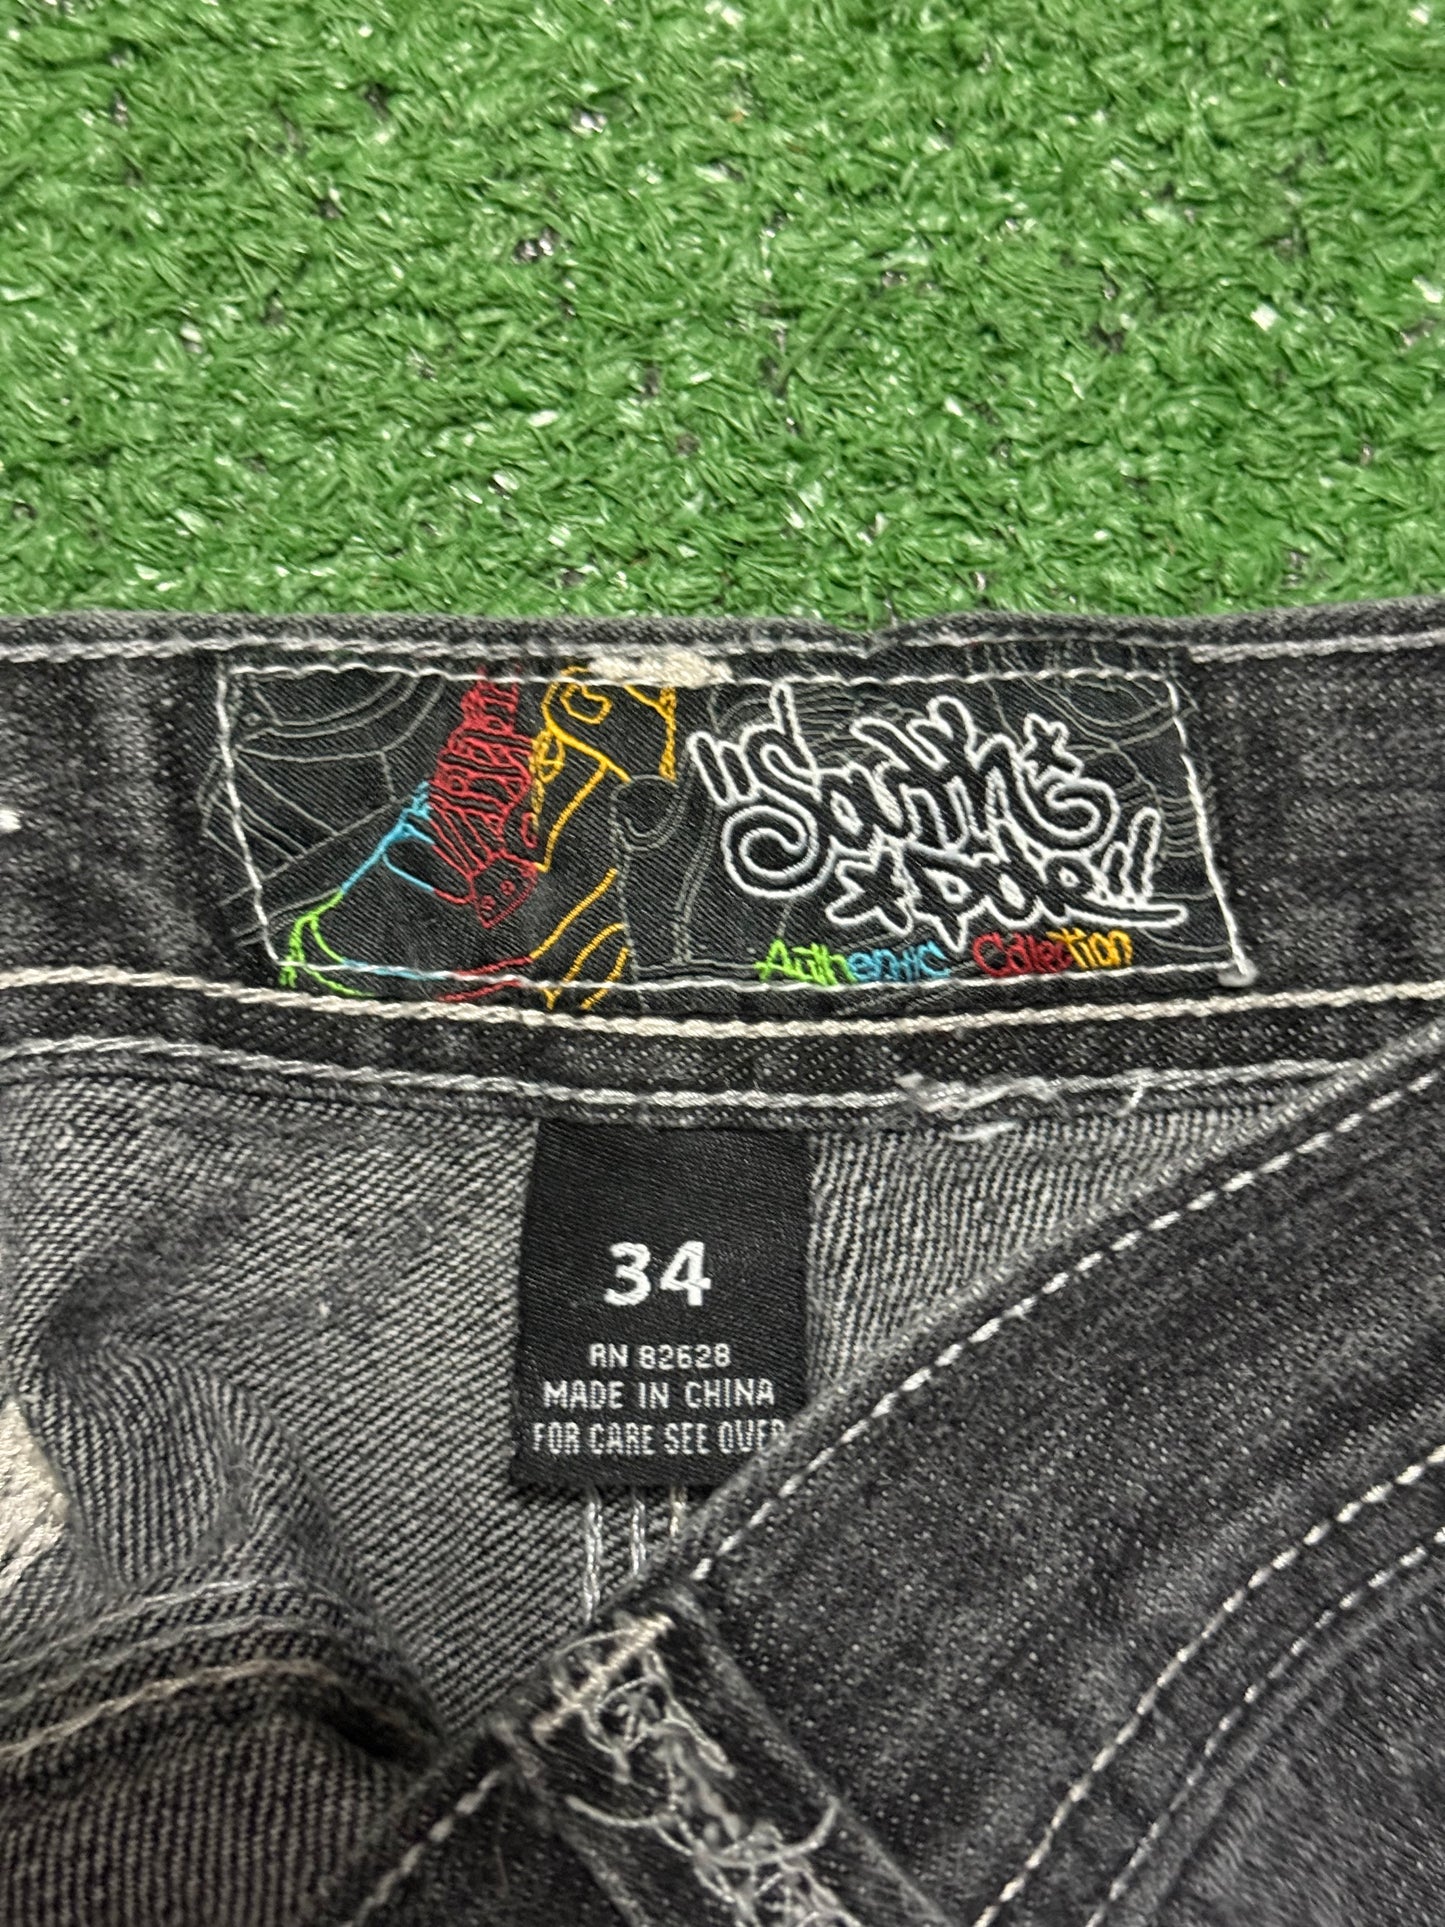 "Southpole!!
Authentic Collection
34
RN 82628
MADE IN CHINA
FOR CARE SEE OVER